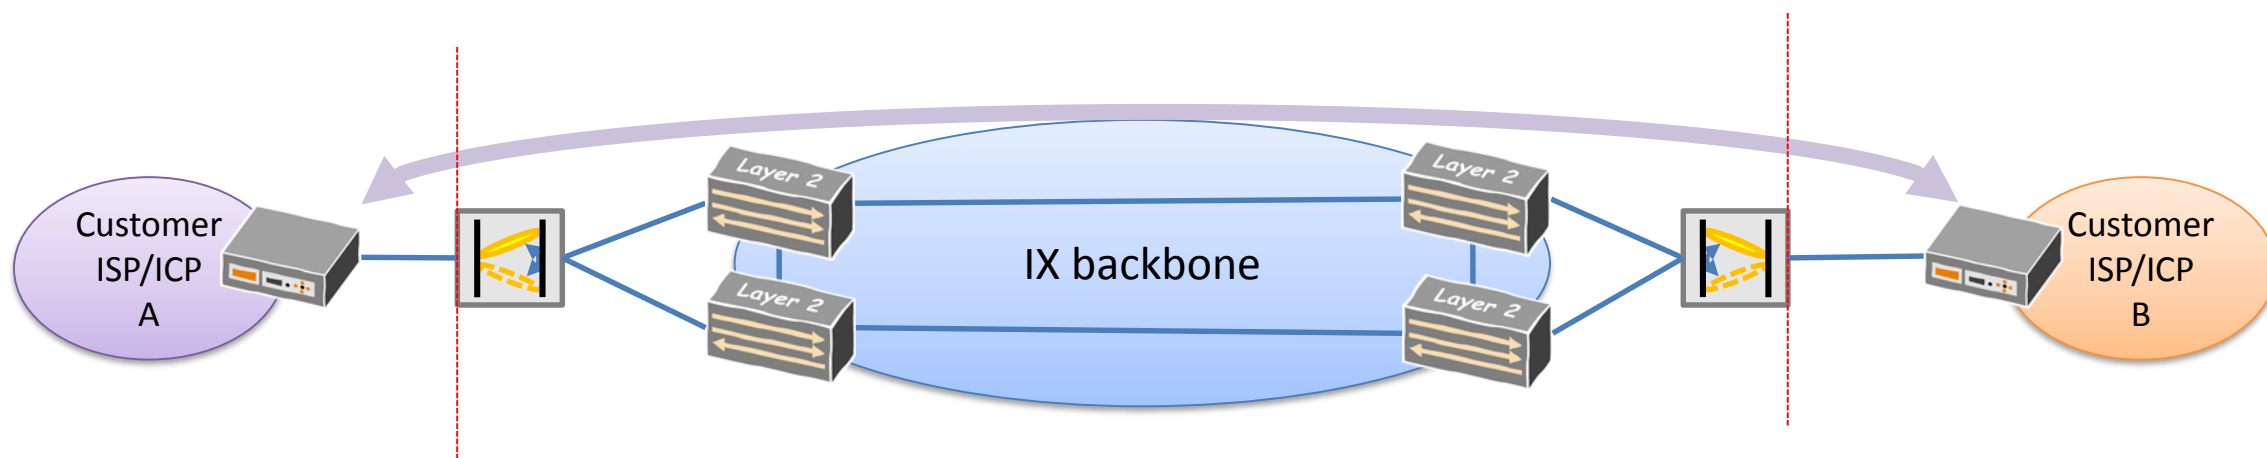 Customer
ISP/ICP
A
Layer 2
Layer 2
IX backbone
Layer 2
Layer 2
Customer
ISP/ICP
B